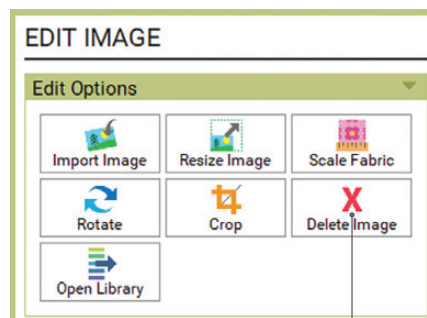 EDIT IMAGE
Edit Options
Import Image
Resize Image
Scale Fabric
Rotate
Crop
Delete Image
Open Library